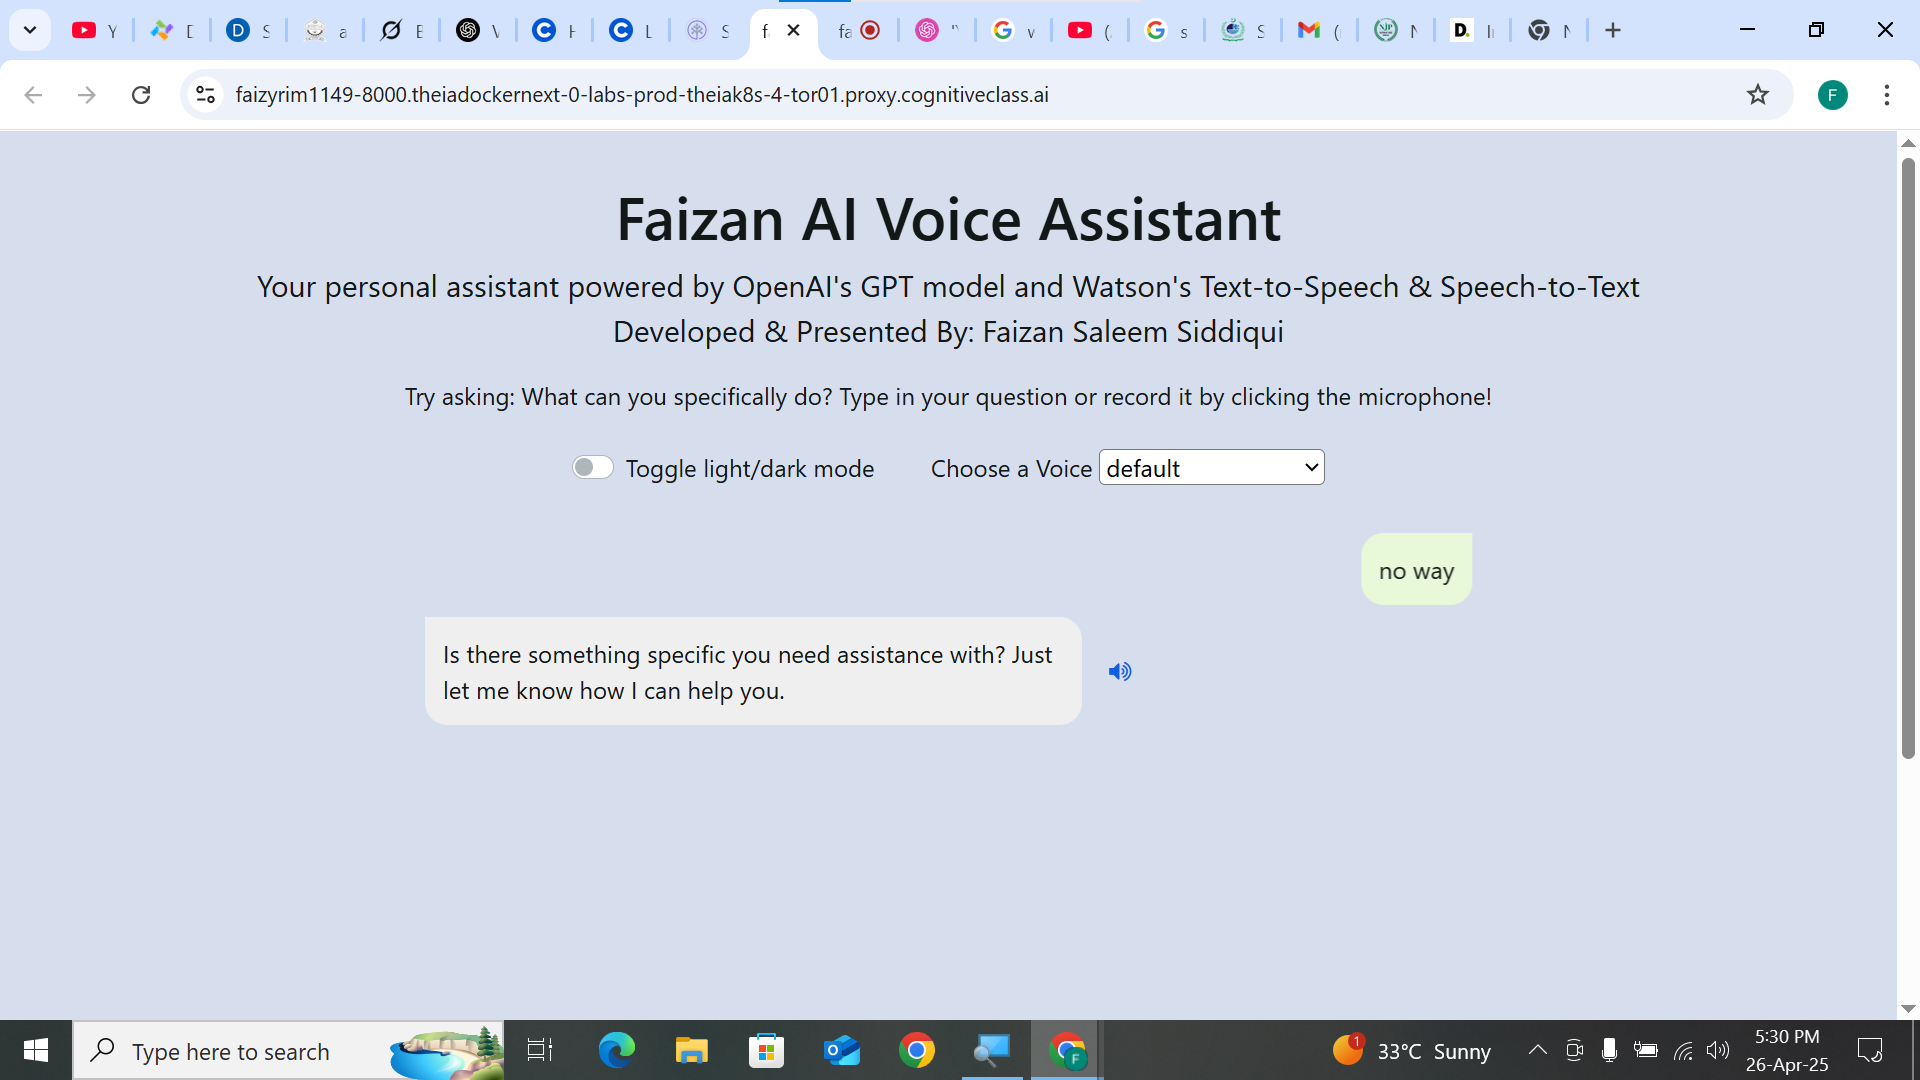 Y
D
S
a
E
V
H
L
S
f
fa
"Y
w
(
s
S
(
N
D.
I
N
faizyrim1149-8000.theiadockernext-0-labs-prod-theiak8s-4-tor01.proxy.cognitiveclass.ai
F
Faizan AI Voice Assistant
Your personal assistant powered by OpenAI's GPT model and Watson's Text-to-Speech & Speech-to-Text
Developed & Presented By: Faizan Saleem Siddiqui
Try asking: What can you specifically do? Type in your question or record it by clicking the microphone!
Toggle light/dark mode
Choose a Voice
default
no way
Is there something specific you need assistance with? Just
let me know how I can help you.
Type here to search
1
33°C Sunny
5:30 PM
26-Apr-25